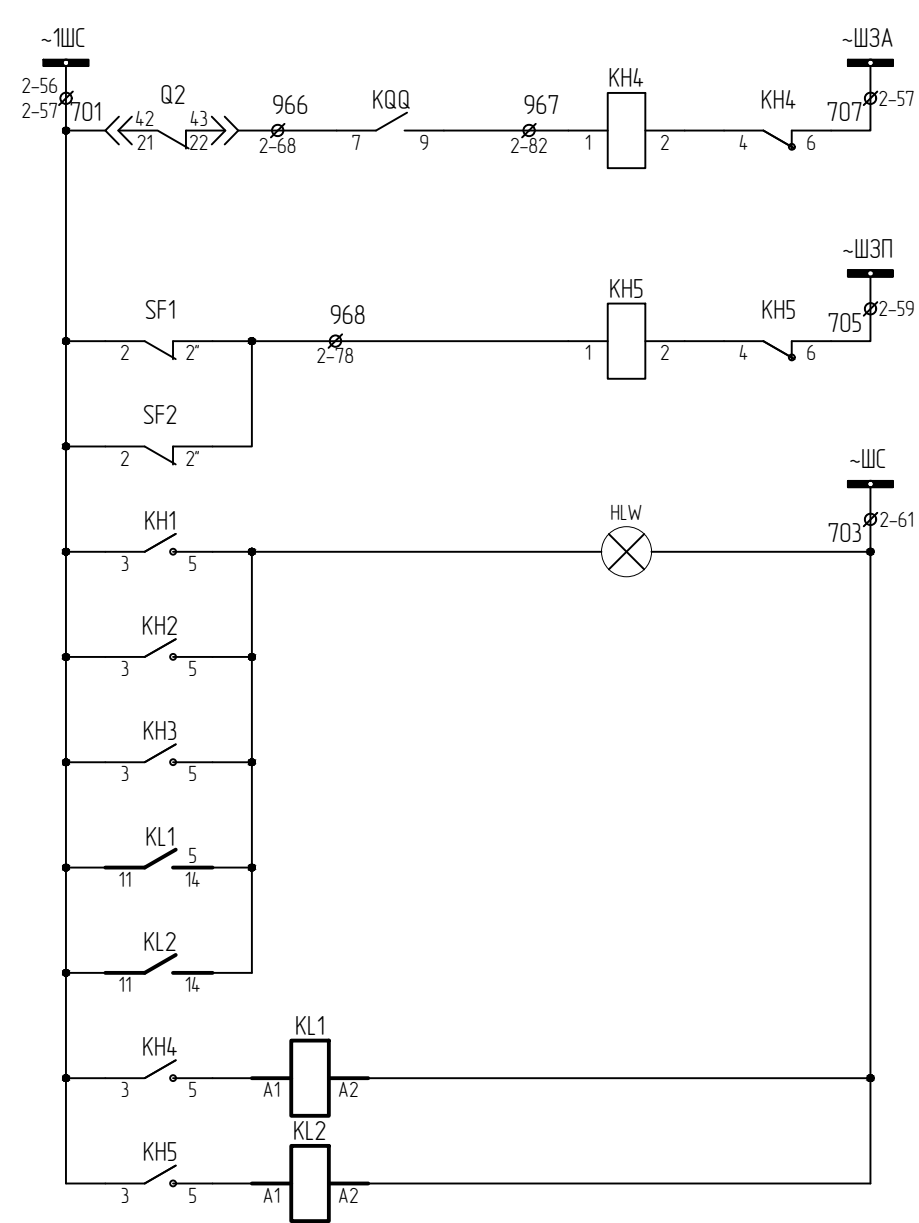 ~1ШС
~ШЗА
2-56
2-57
701
Q2
42
43
21
22
966
2-68
KQQ
7
9
967
2-82
KH4
1
2
KH4
4
6
707
2-57
~ШЗП
SF1
2
2"
968
2-78
KH5
1
2
KH5
4
6
705
2-59
SF2
2
2"
~ШС
KH1
3
5
HLW
703
2-61
KH2
3
5
KH3
3
5
KL1
5
11
14
KL2
11
14
KH4
3
5
KL1
A1
A2
KH5
3
5
KL2
A1
A2